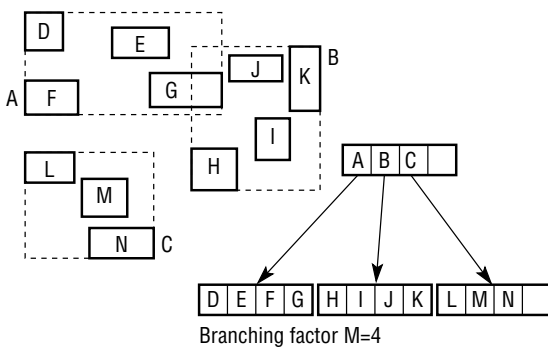 D
E
B
J
K
A F
G
I
H
L
M
N C
A B C
D E F G H I J K L M N
Branching factor M=4